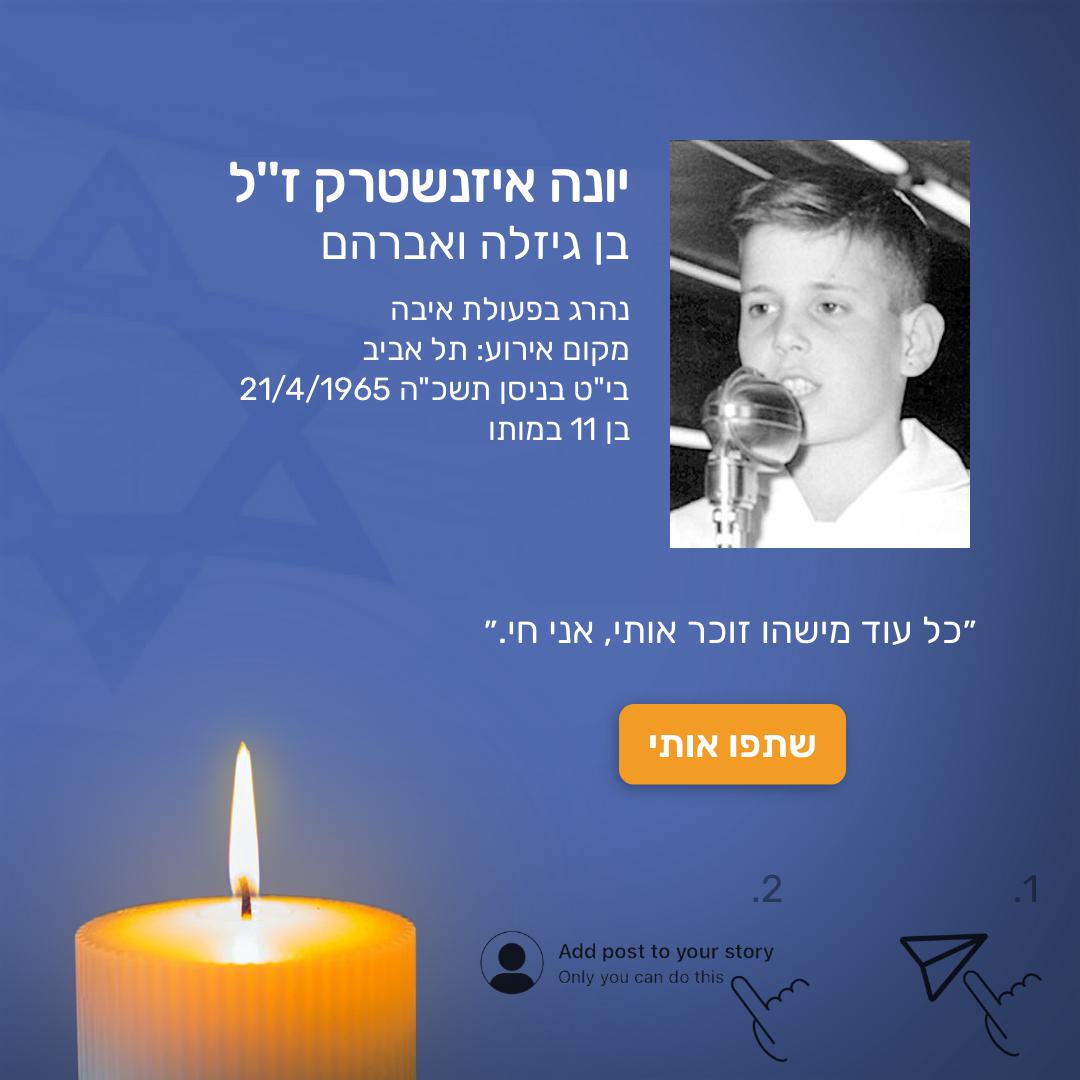 יונה איזנשטרק ז"ל
בן גיזלה ואברהם
נהרג בפעולת איבה
מקום אירוע: תל אביב
בי"ט בניסן תשכ"ה 21/4/1965
בן 11 במותו
״כל עוד מישהו זוכר אותי, אני חי.״
שתפו אותי
1.
2.
Add post to your story
Only you can do this